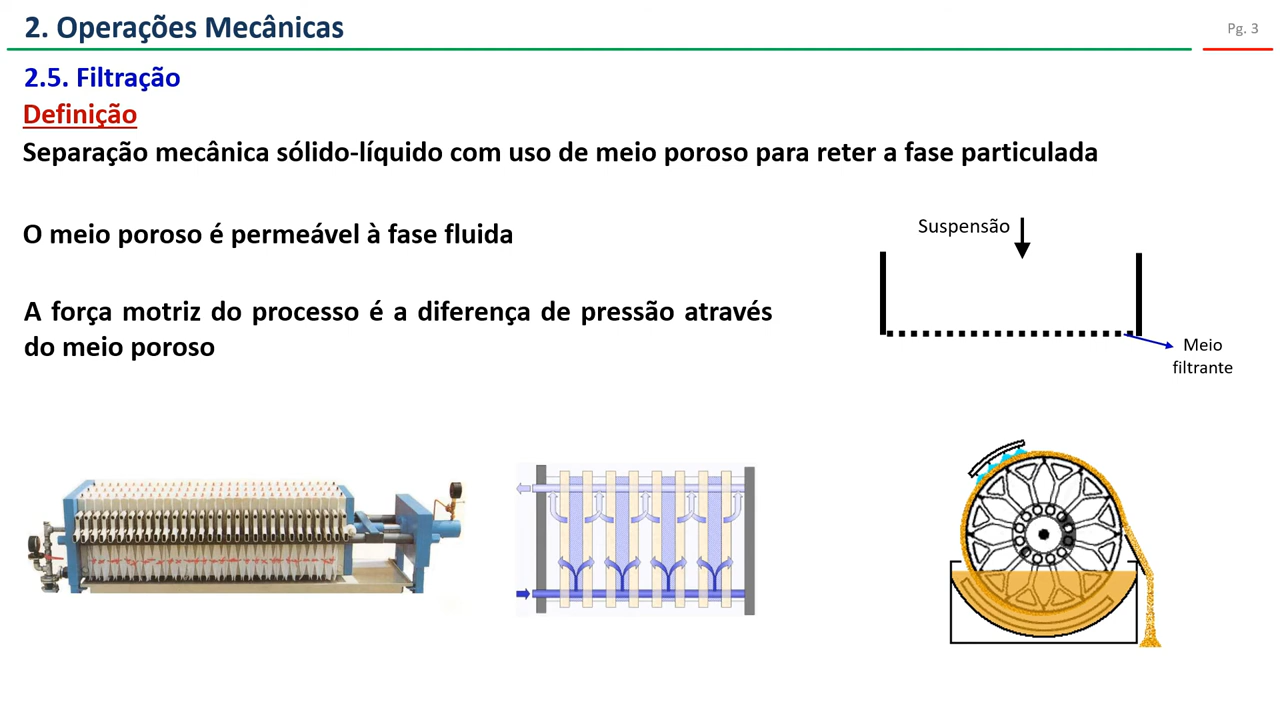 2. Operações Mecânicas
Pg. 3
2.5. Filtração
Definição
Separação mecânica sólido-líquido com uso de meio poroso para reter a fase particulada
O meio poroso é permeável à fase fluida
A força motriz do processo é a diferença de pressão através
do meio poroso
Suspensão
Meio
filtrante